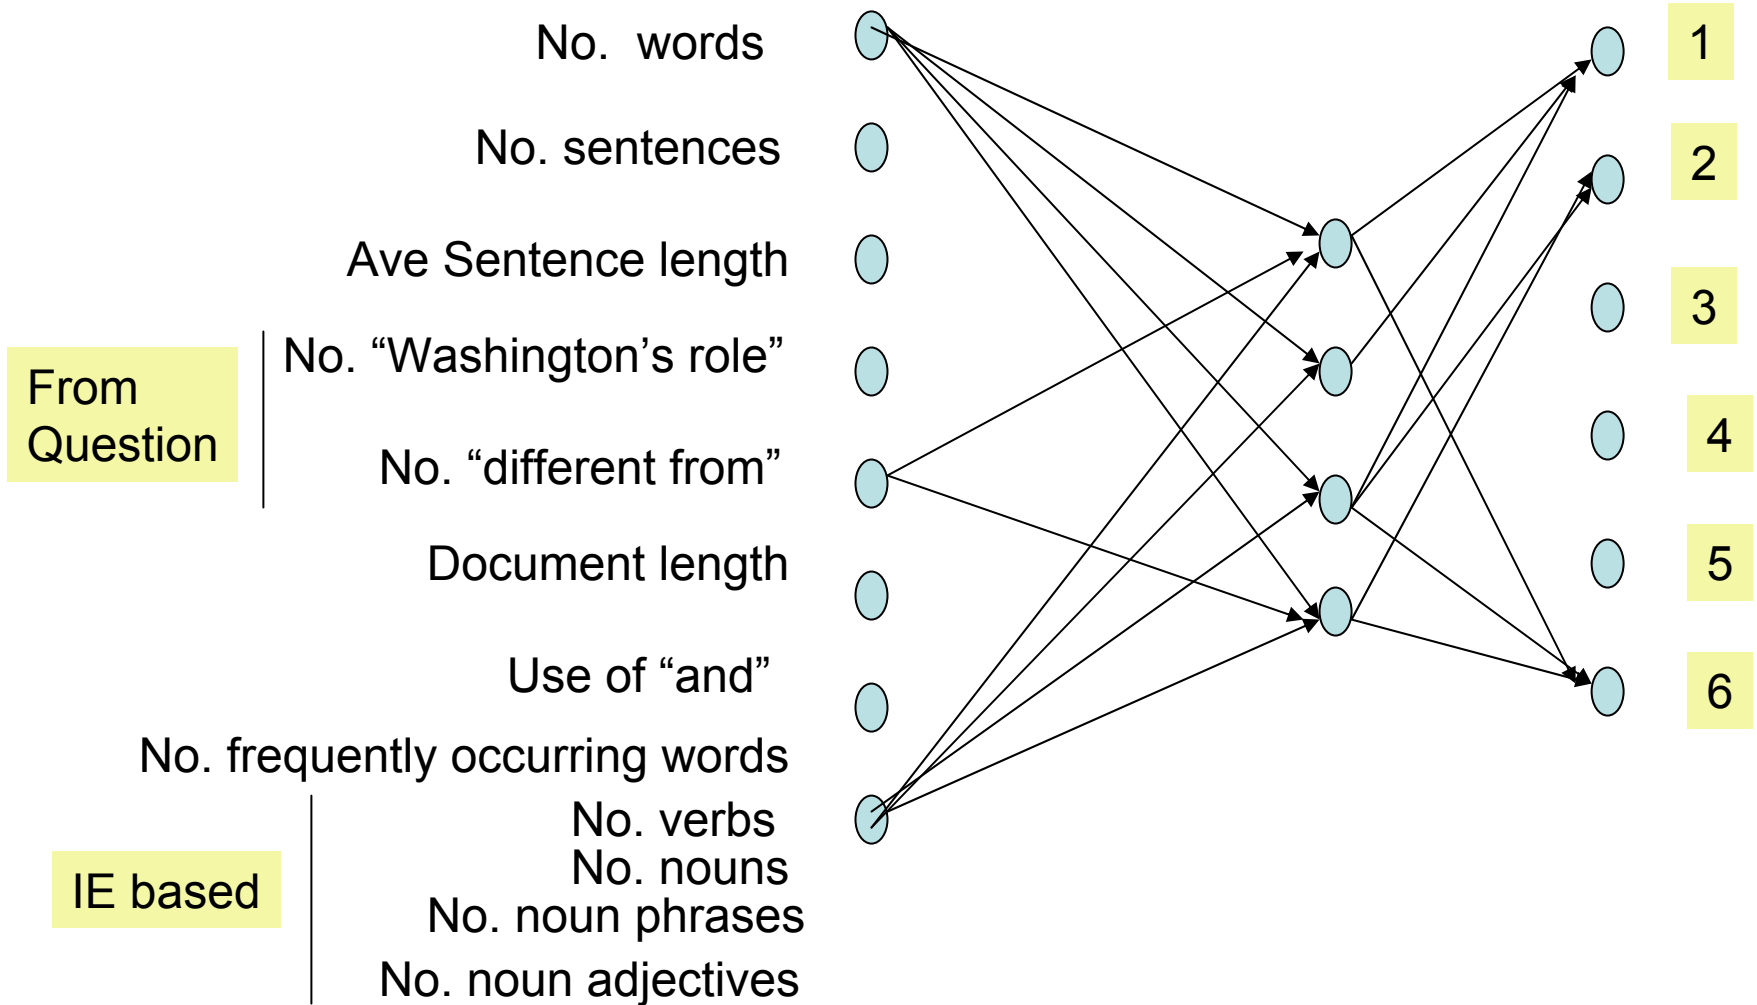 No. words
No. sentences
Ave Sentence length
From
Question
No. “Washington’s role”
No. “different from”
Document length
Use of “and”
No. frequently occurring words
IE based
No. verbs
No. nouns
No. noun phrases
No. noun adjectives
1
2
3
4
5
6